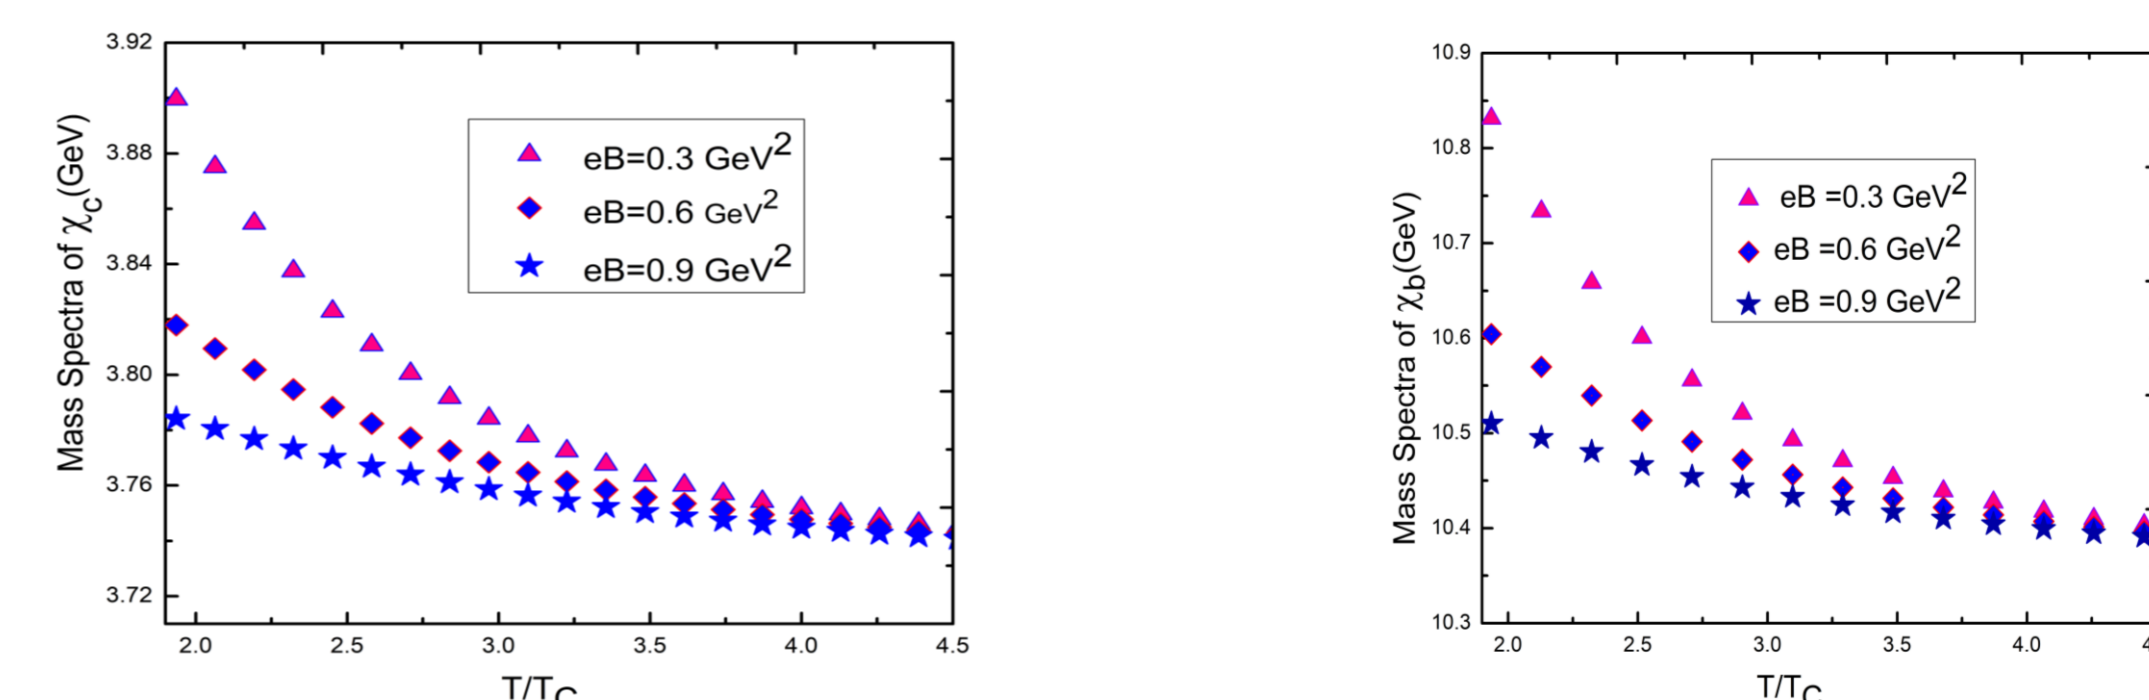 3.92
3.88
3.84
3.80
3.76
3.72
Mass Spectra of χc(GeV)
eB=0.3 GeV²
eB=0.6 GeV²
eB=0.9 GeV²
2.0 2.5 3.0 3.5 4.0 4.5
T/TC
10.9
10.8
10.7
10.6
10.5
10.4
10.3
Mass Spectra of χb(GeV)
eB =0.3 GeV²
eB =0.6 GeV²
eB =0.9 GeV²
2.0 2.5 3.0 3.5 4.0
T/TC